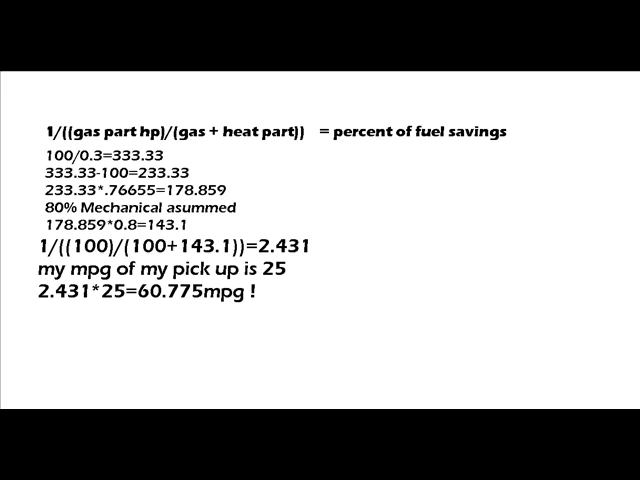 1/((gas part hp)/(gas + heat part)) = percent of fuel savings
100/0.3=333.33
333.33-100=233.33
233.33*.76655=178.859
80% Mechanical asummed
178.859*0.8=143.1
1/((100)/(100+143.1))=2.431
my mpg of my pick up is 25
2.431*25=60.775mpg !